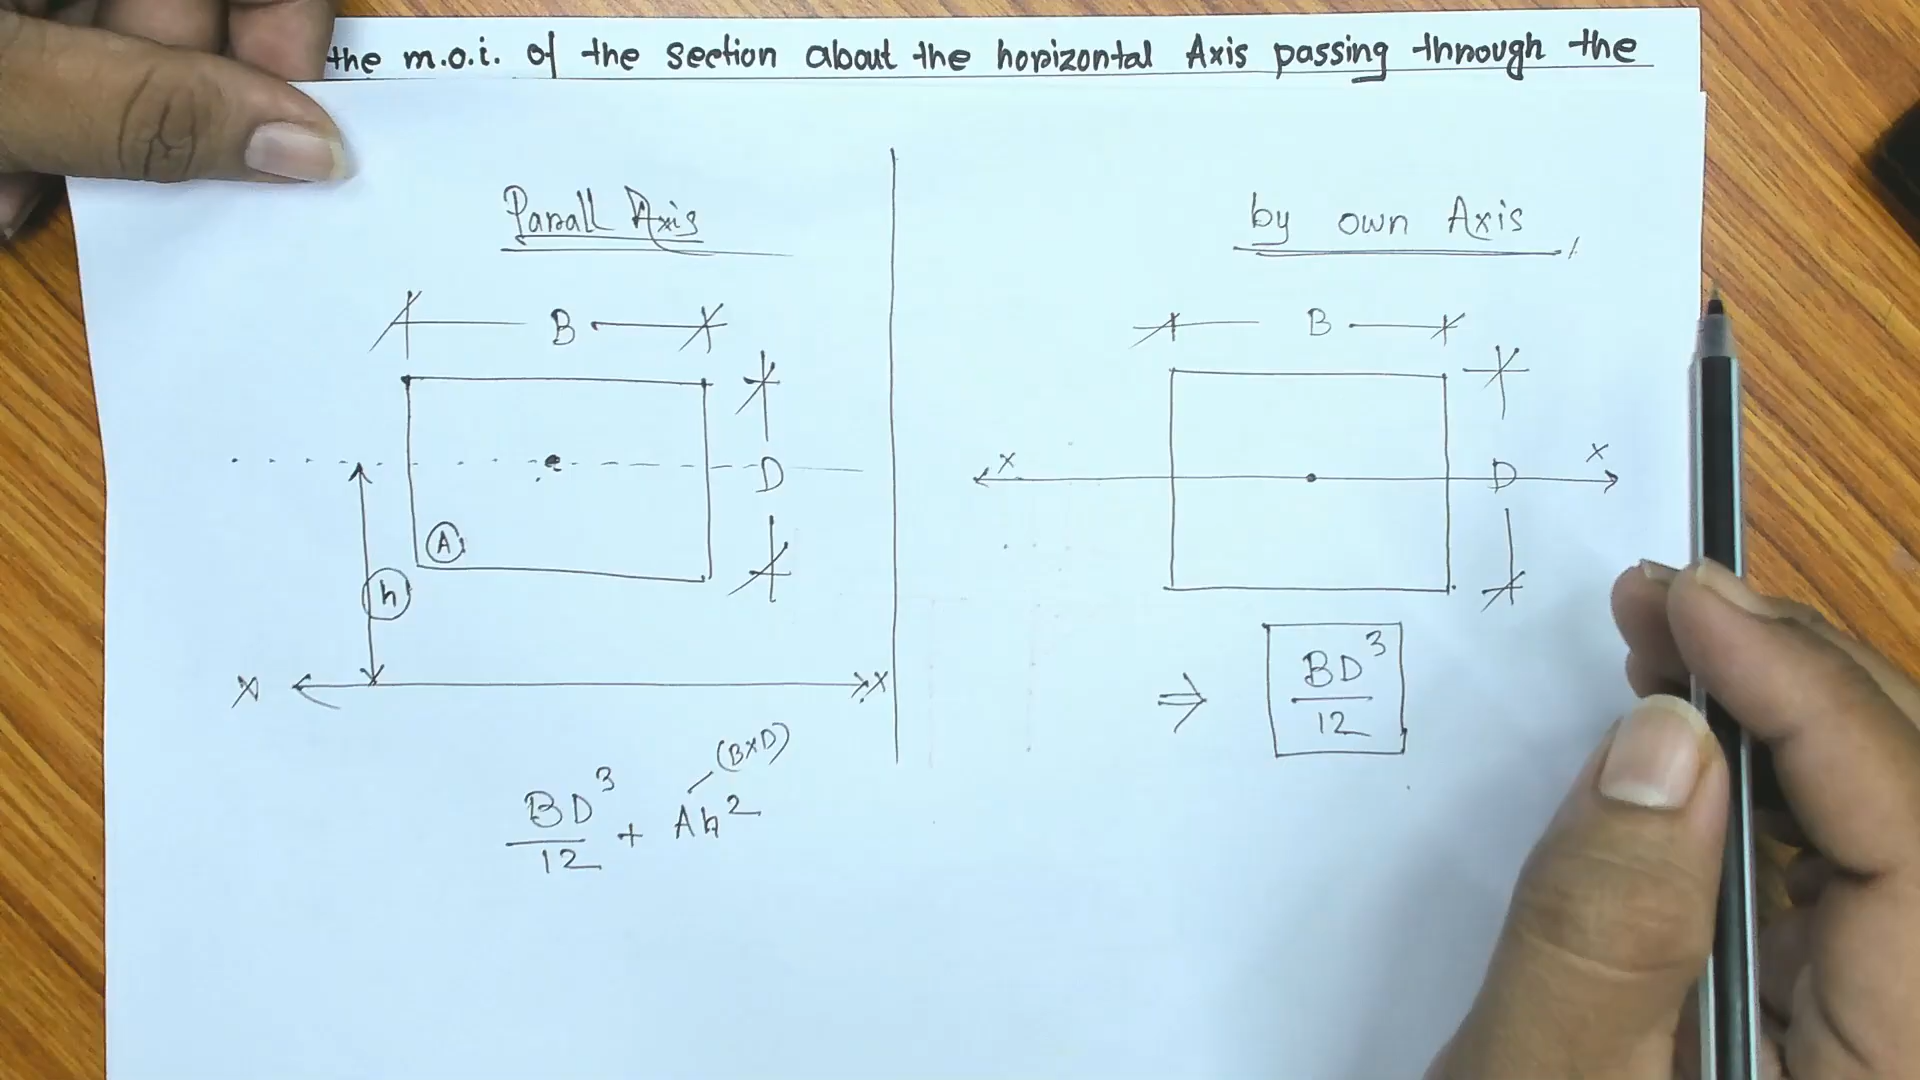 the m.o.i. of the section about the horizontal Axis passing through the
Parall Axis
B
D
A
h
X X
(B×D)
BD³/12 + Ah²
by own Axis
B
X X
D
⇒ BD³/12